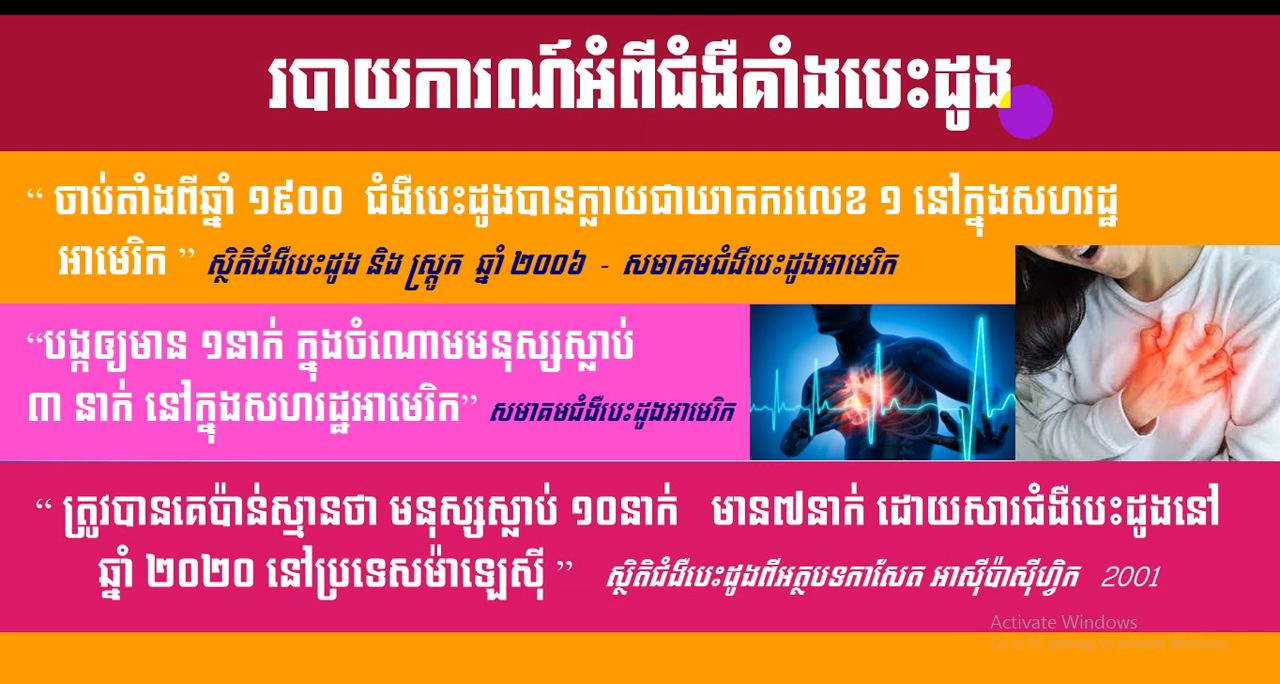 របាយការណ៍អំពីជំងឺគាំងបេះដូង
“ ចាប់តាំងពីឆ្នាំ ១៩០០ ជំងឺបេះដូងបានក្លាយជាឃាតករលេខ ១ នៅក្នុងសហរដ្ឋ
អាមេរិក ” ស្ថិតិជំងឺបេះដូង និង ស្ត្រូក ឆ្នាំ ២០០៦ - សមាគមជំងឺបេះដូងអាមេរិក
“បង្កឲ្យមាន ១នាក់ ក្នុងចំណោមមនុស្សស្លាប់
៣ នាក់ នៅក្នុងសហរដ្ឋអាមេរិក” សមាគមជំងឺបេះដូងអាមេរិក
“ ត្រូវបានគេប៉ាន់ស្មានថា មនុស្សស្លាប់ ១០នាក់ មាន៧នាក់ ដោយសារជំងឺបេះដូងនៅ
ឆ្នាំ ២០២០ នៅប្រទេសម៉ាឡេស៊ី ” ស្ថិតិជំងឺបេះដូងពីអត្ថបទកាសែត អាស៊ីប៉ាស៊ីហ្វិក 2001
Activate Windows
Go to PC settings to activate Windows.